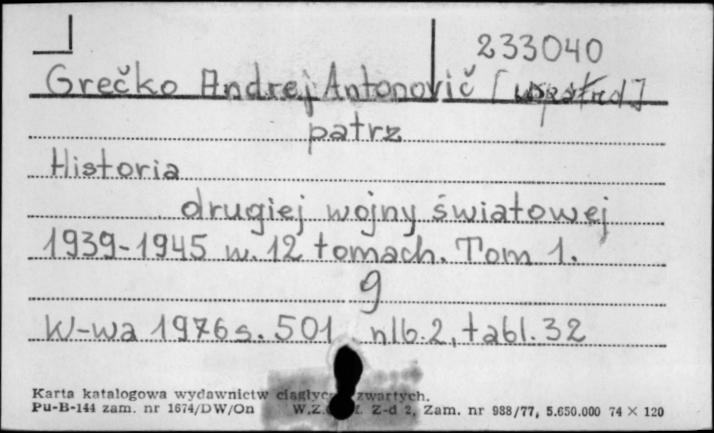 233040
Grečko Andrej Antonovič [współred]
patrz
Historia
drugiej wojny światowej
1939-1945 w. 12 tomach. Tom 1.
9
W-wa 1976 s. 501 nlb. 2, tabl. 32
Karta katalogowa wydawnictw zwartych.
Pu-B-144 zam. nr 1674/DW/On Z-d 2, Zam. nr 988/77, 5.650.000 74 × 120